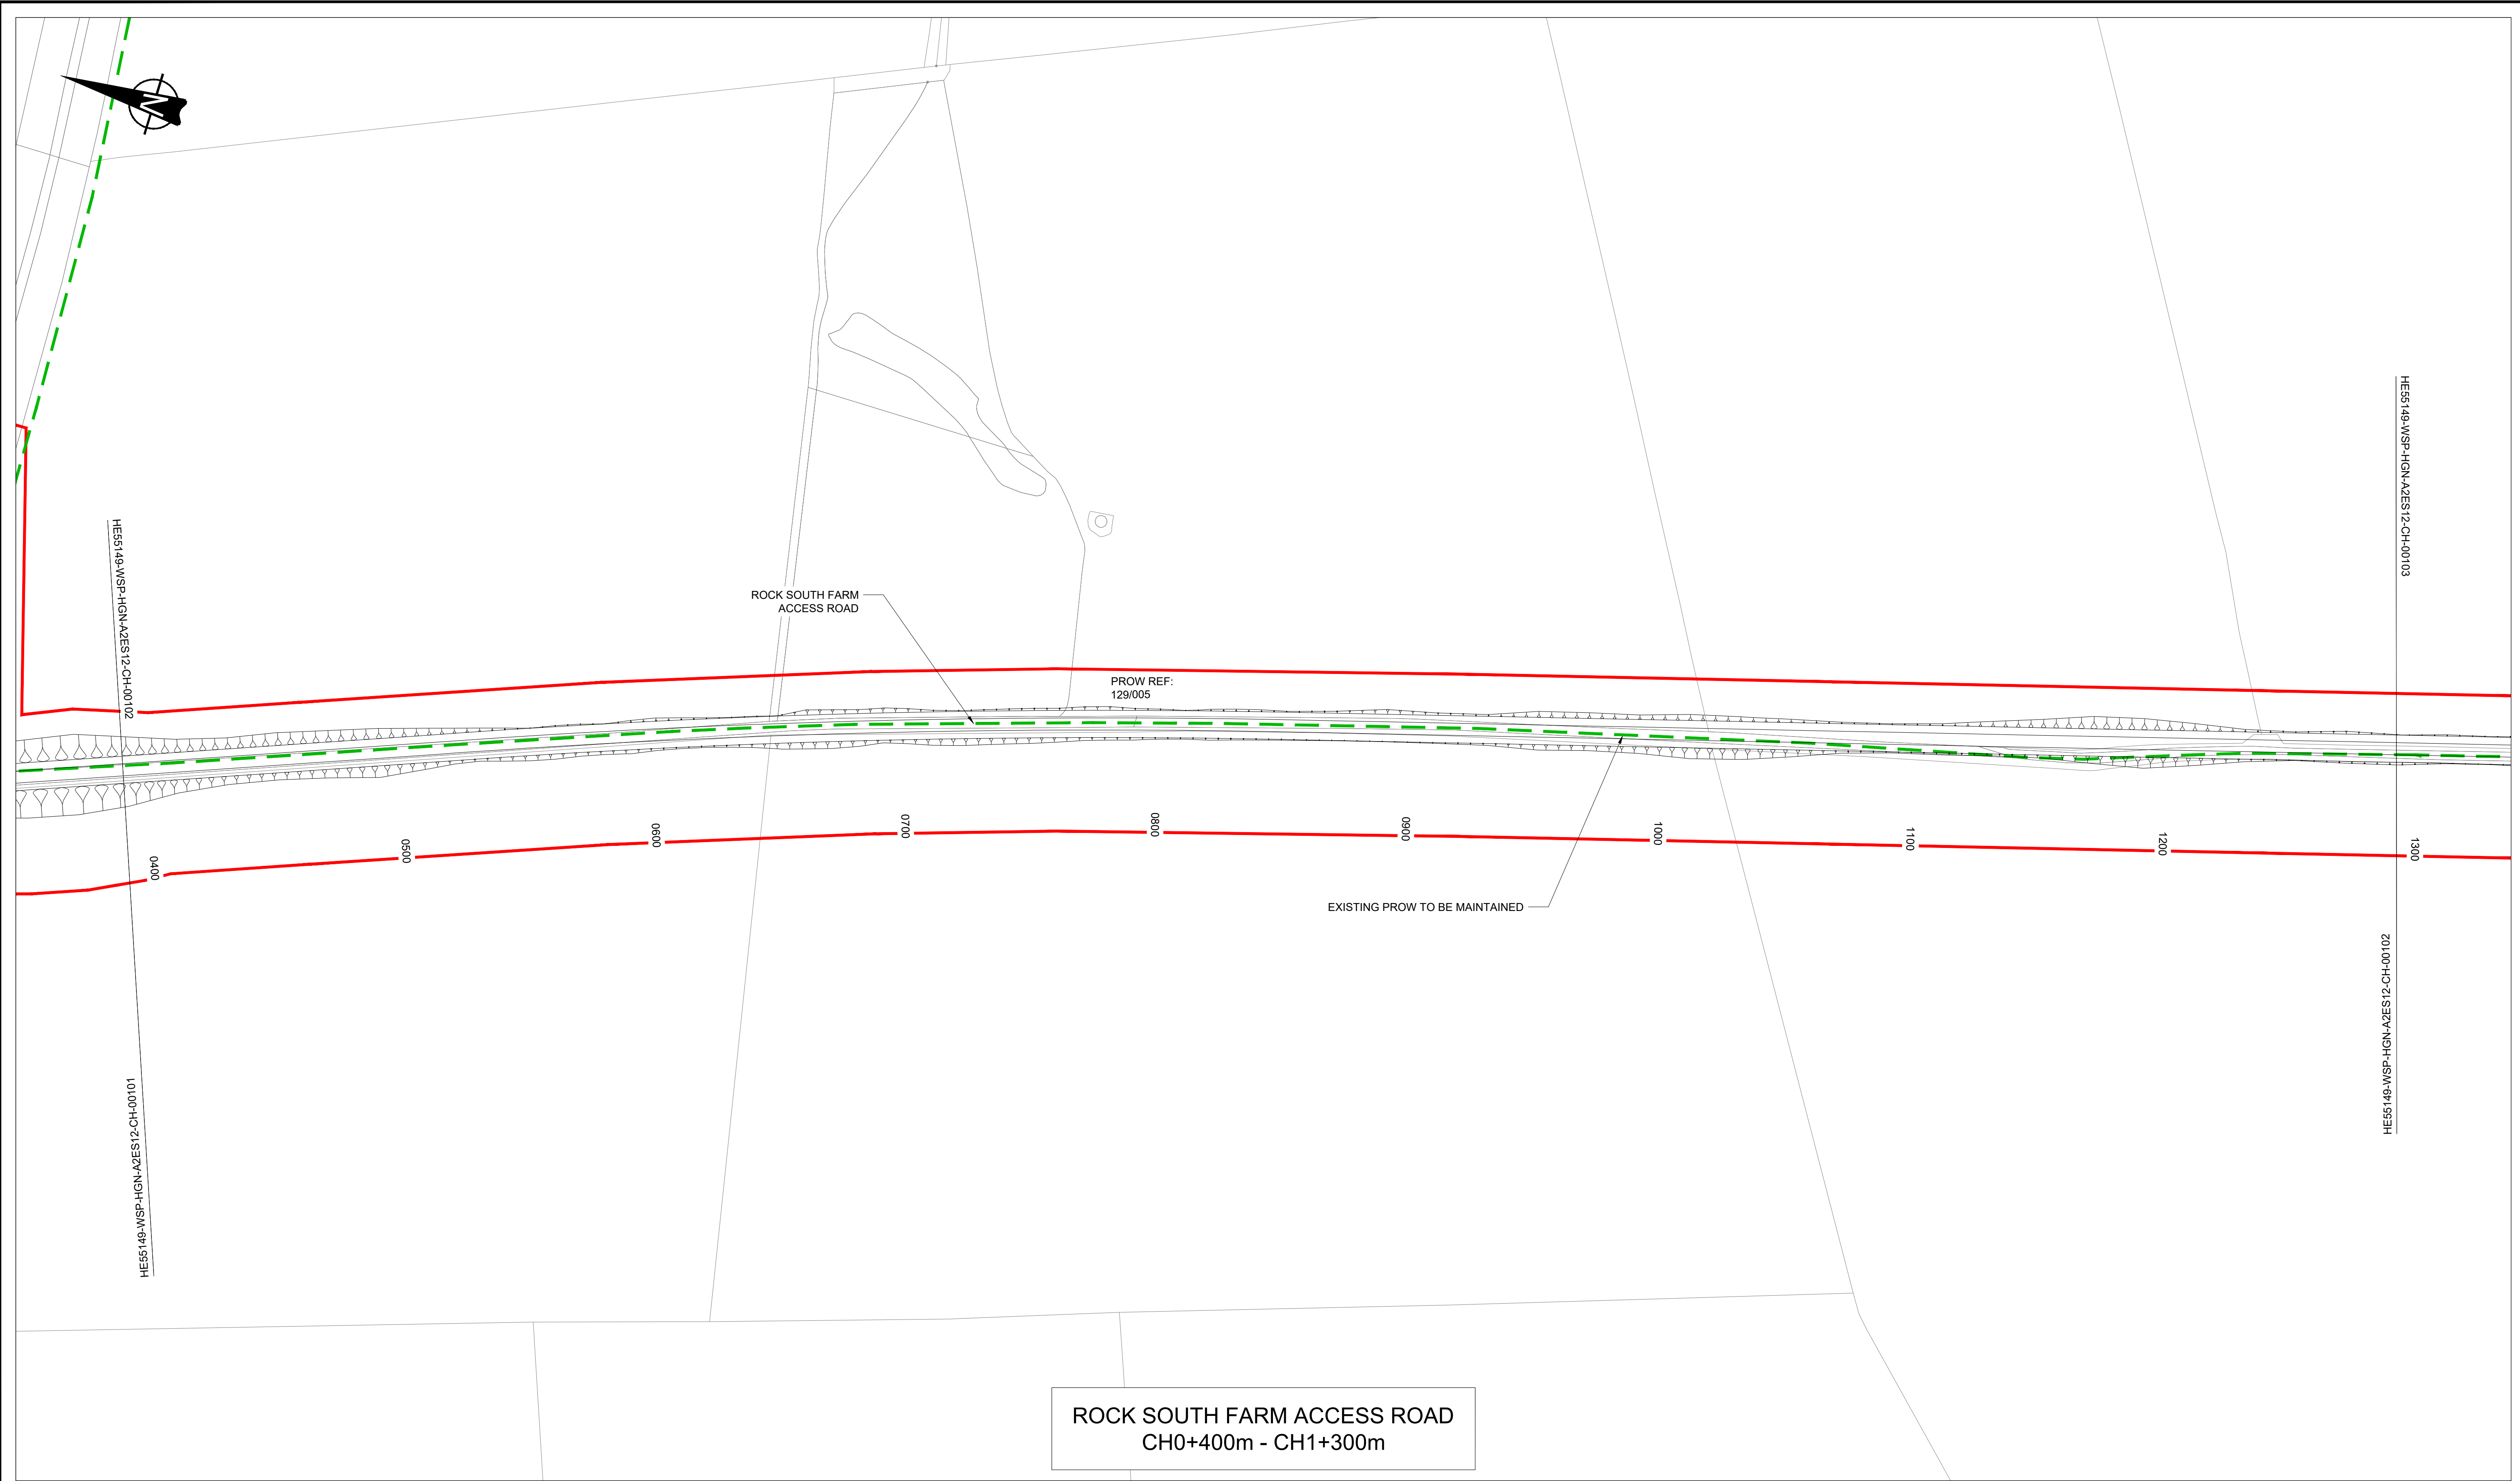 N
HE55149-WSP-HGN-A2ES12-CH-00103
HE55149-WSP-HGN-A2ES12-CH-00102
ROCK SOUTH FARM
ACCESS ROAD
PROW REF:
129/005
0400
0500
0600
0700
0800
0900
1000
1100
1200
1300
EXISTING PROW TO BE MAINTAINED
HE55149-WSP-HGN-A2ES12-CH-00102
HE55149-WSP-HGN-A2ES12-CH-00101
ROCK SOUTH FARM ACCESS ROAD
CH0+400m - CH1+300m